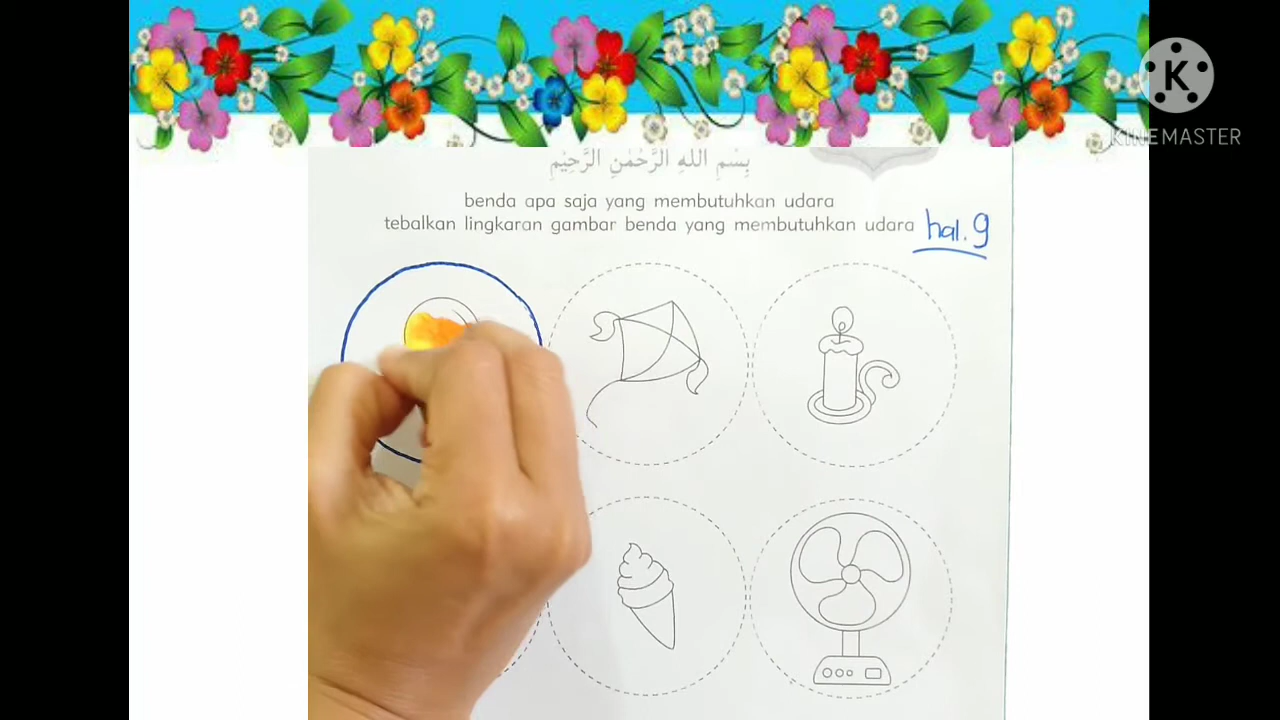 KINEMASTER
بِسْمِ اللهِ الرَّحْمٰنِ الرَّحِيْمِ
benda apa saja yang membutuhkan udara
tebalkan lingkaran gambar benda yang membutuhkan udara
hal. 9